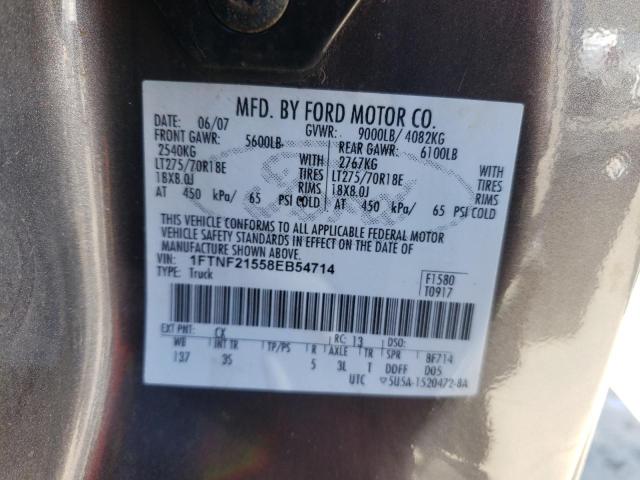 MFD. BY FORD MOTOR CO.
DATE: 06/07 GVWR: 9000LB/ 4082KG
FRONT GAWR: 5600LB REAR GAWR: 6100LB
2540KG WITH 2767KG WITH
LT275/70R18E TIRES LT275/70R18E TIRES
18X8.0J RIMS 18X8.0J RIMS
AT 450 kPa/ 65 PSI COLD AT 450 kPa/ 65 PSI COLD
THIS VEHICLE CONFORMS TO ALL APPLICABLE FEDERAL MOTOR
VEHICLE SAFETY STANDARDS IN EFFECT ON THE DATE OF
MANUFACTURE SHOWN ABOVE.
VIN: 1FTNF21558EB54714
TYPE: Truck
F1580
T0917
EXT PNT: CX RC: 13 DSO:
WB INT TR TP/PS R AXLE TR SPR BF714
137 3S 5 3L T DDFF D05
UTC 5U5A-1520472-BA
Ford